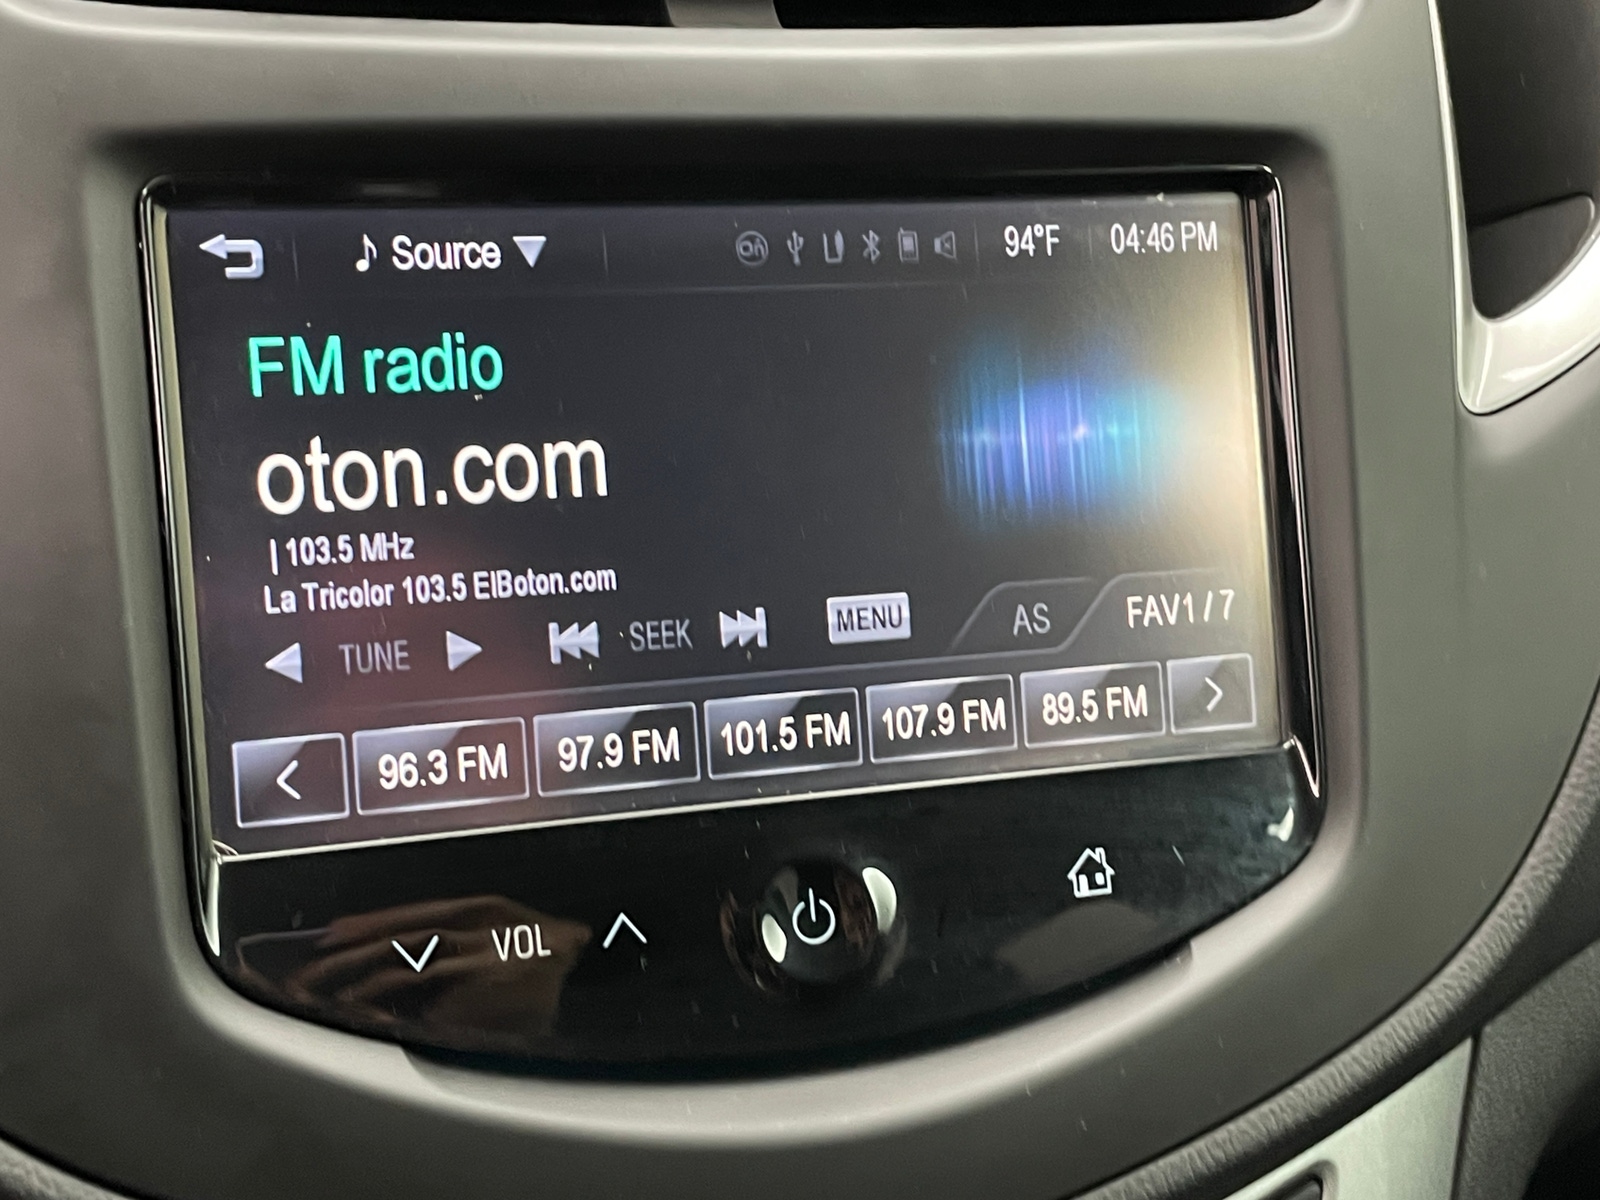 Source 94°F 04:46 PM
FM radio
oton.com
| 103.5 MHz
La Tricolor 103.5 ElBoton.com
TUNE SEEK MENU AS FAV1 / 7
< 96.3 FM 97.9 FM 101.5 FM 107.9 FM 89.5 FM >
VOL